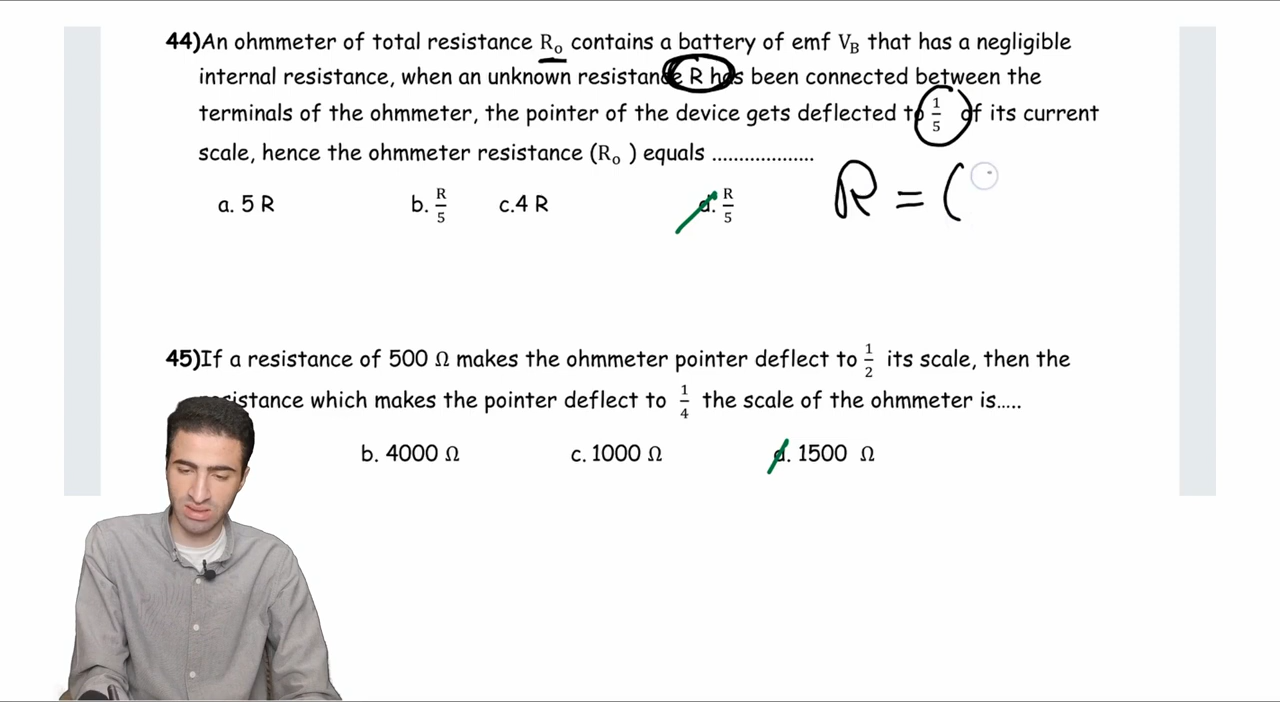 44)An ohmmeter of total resistance R₀ contains a battery of emf V_B that has a negligible
internal resistance, when an unknown resistance R has been connected between the
terminals of the ohmmeter, the pointer of the device gets deflected to 1/5 of its current
scale, hence the ohmmeter resistance (R₀ ) equals ...................
R = (
a. 5 R b. R/5 c.4 R d. R/5
45)If a resistance of 500 Ω makes the ohmmeter pointer deflect to 1/2 its scale, then the
which makes the pointer deflect to 1/4 the scale of the ohmmeter is.....
b. 4000 Ω c. 1000 Ω d. 1500 Ω